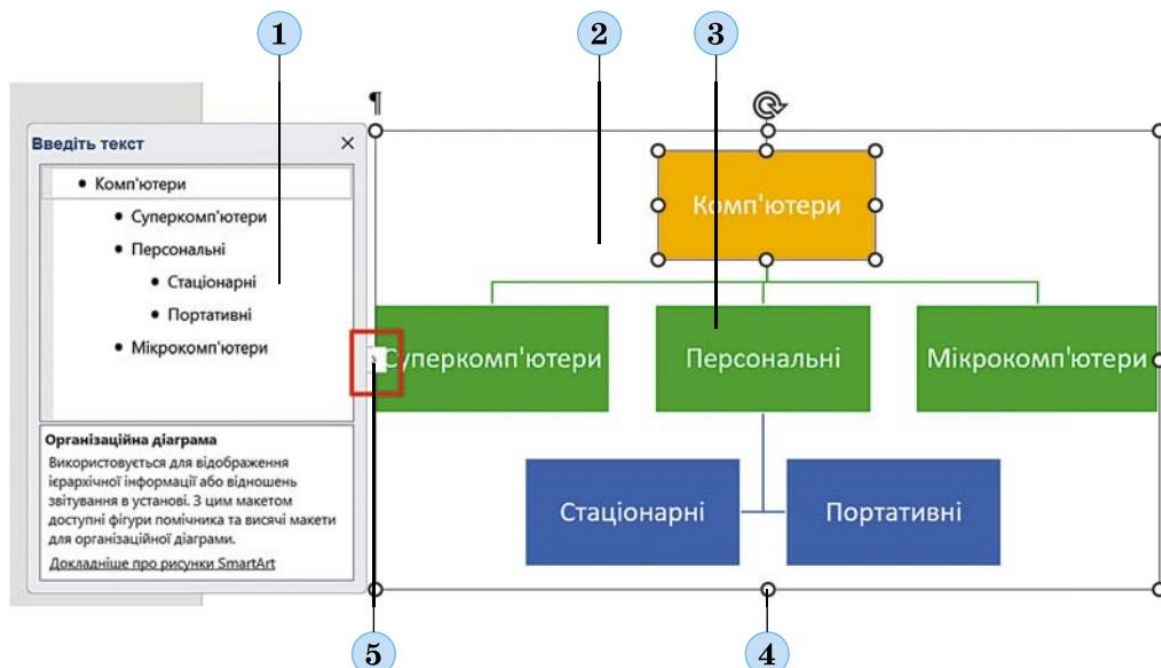 1
2
3
¶
Введіть текст
Комп'ютери
Суперкомп'ютери
Персональні
Стаціонарні
Портативні
Мікрокомп'ютери
Організаційна діаграма
Використовується для відображення
ієрархічної інформації або відношень
звітування в установі. З цим макетом
доступні фігури помічника та висячі макети
для організаційної діаграми.
Докладніше про рисунки SmartArt
Комп'ютери
Суперкомп'ютери
Персональні
Мікрокомп'ютери
Стаціонарні
Портативні
5
4